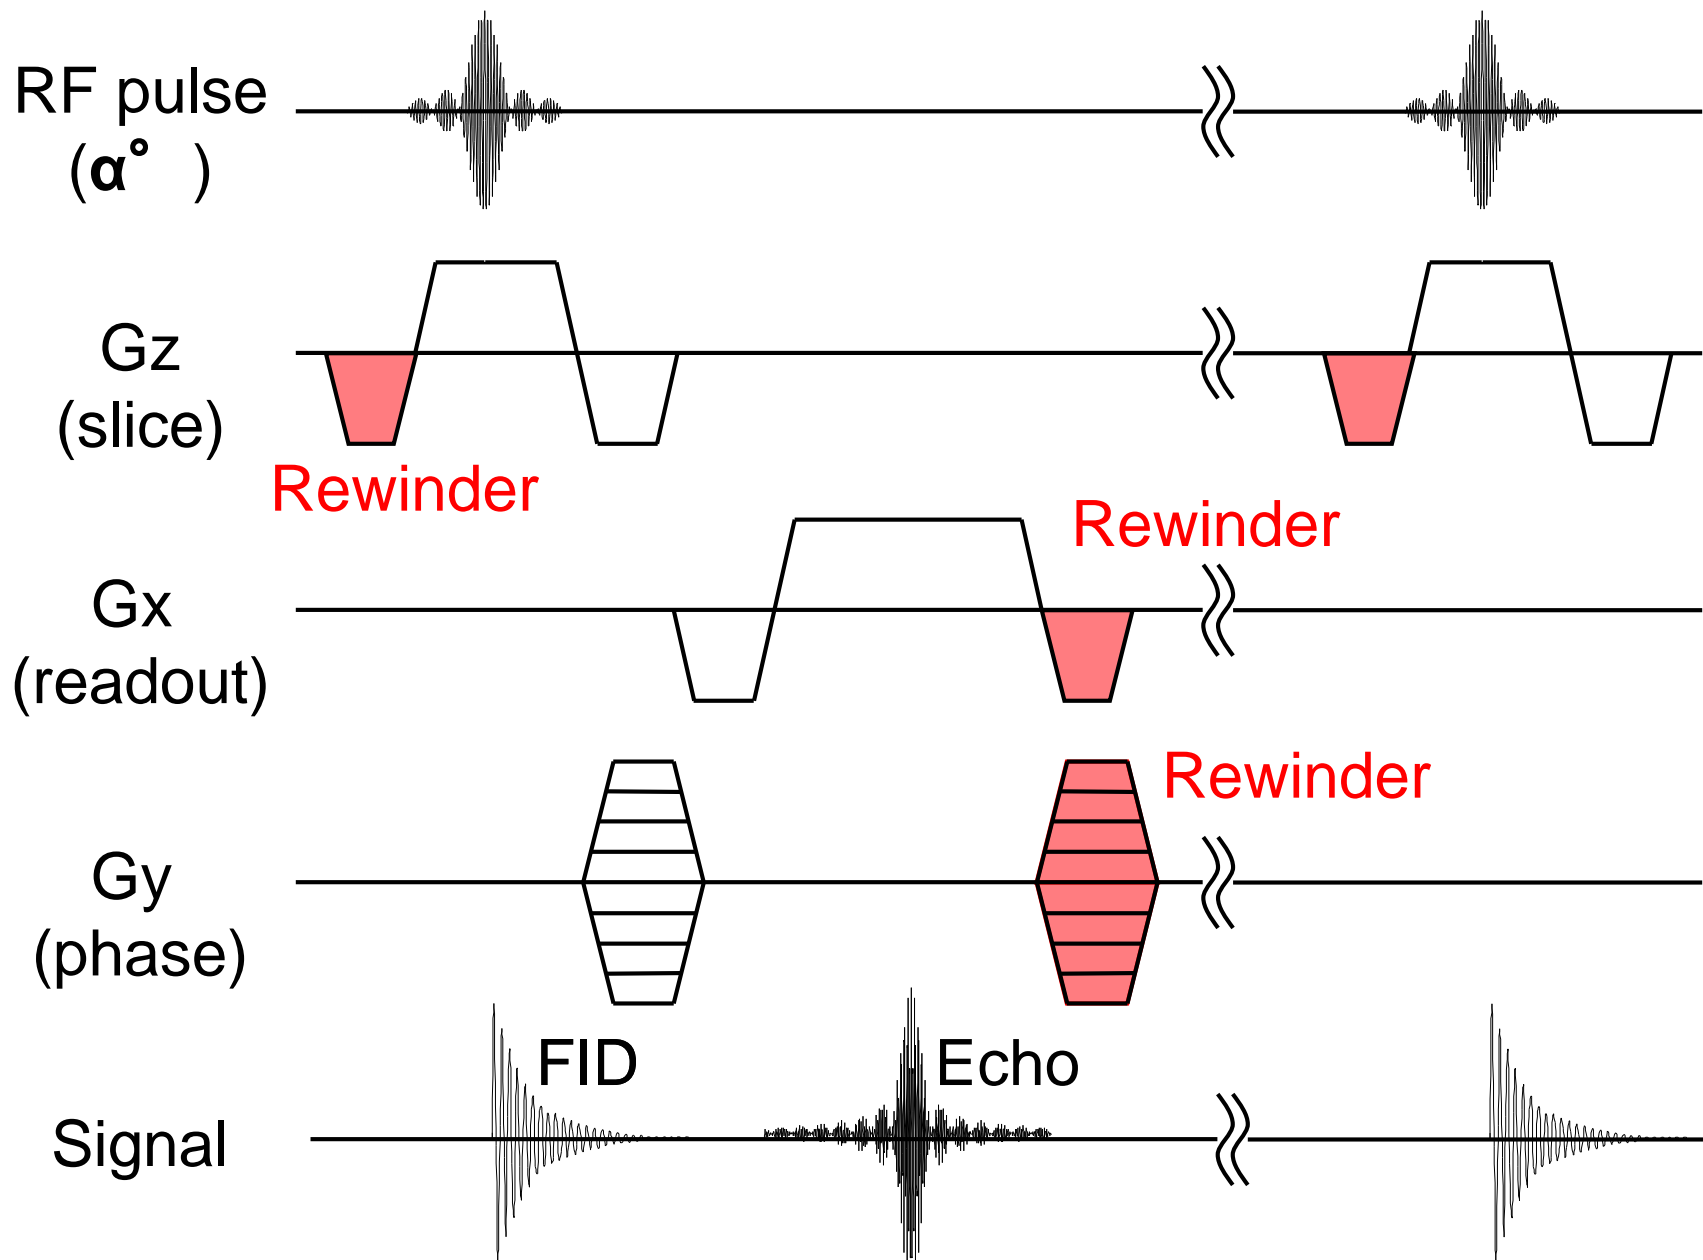 RF pulse
(α° )
Gz
(slice)
Rewinder
Rewinder
Gx
(readout)
Rewinder
Gy
(phase)
FID
Echo
Signal